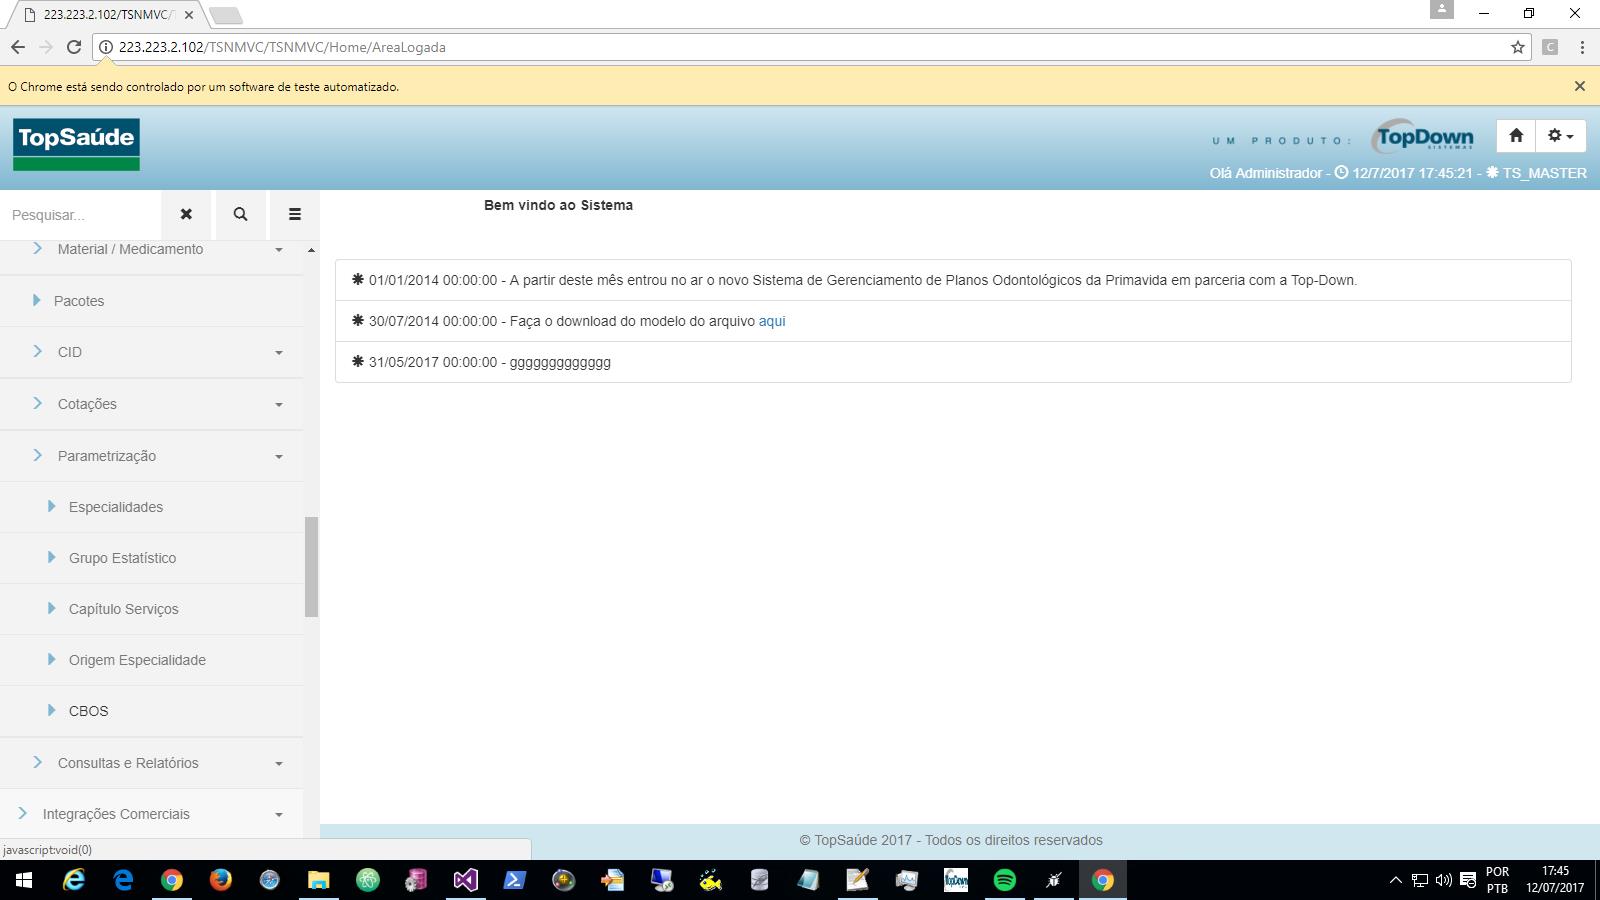 223.223.2.102/TSNMVC/
223.223.2.102/TSNMVC/TSNMVC/Home/AreaLogada
C
O Chrome está sendo controlado por um software de teste automatizado.
TopSaúde
UM PRODUTO:
TopDown
SISTEMAS
Olá Administrador - 12/7/2017 17:45:21 - TS_MASTER
Pesquisar...
Bem vindo ao Sistema
Material / Medicamento
Pacotes
CID
Cotações
Parametrização
Especialidades
Grupo Estatístico
Capítulo Serviços
Origem Especialidade
CBOS
Consultas e Relatórios
Integrações Comerciais
01/01/2014 00:00:00 - A partir deste mês entrou no ar o novo Sistema de Gerenciamento de Planos Odontológicos da Primavida em parceria com a Top-Down.
30/07/2014 00:00:00 - Faça o download do modelo do arquivo aqui
31/05/2017 00:00:00 - ggggggggggggg
© TopSaúde 2017 - Todos os direitos reservados
javascript:void(0)
TopDown
POR
PTB
17:45
12/07/2017